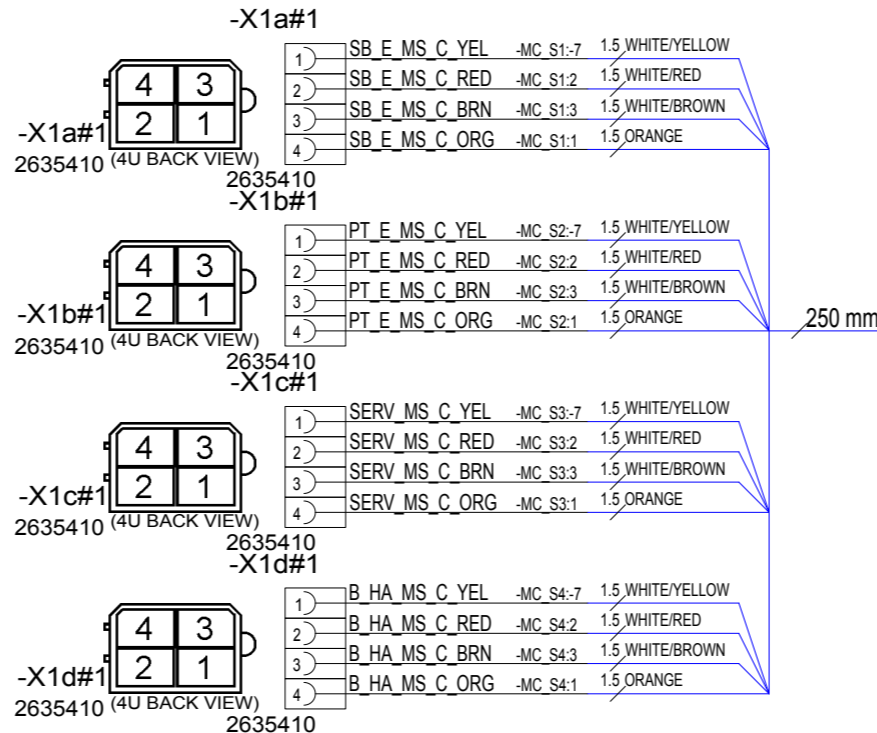 -X1a#1
4 3
2 1
-X1a#1
2635410 (4U BACK VIEW)
1 SB_E_MS_C_YEL -MC_S1:-7 1.5 WHITE/YELLOW
2 SB_E_MS_C_RED -MC_S1:2 1.5 WHITE/RED
3 SB_E_MS_C_BRN -MC_S1:3 1.5 WHITE/BROWN
4 SB_E_MS_C_ORG -MC_S1:1 1.5 ORANGE
2635410
-X1b#1
4 3
2 1
-X1b#1
2635410 (4U BACK VIEW)
1 PT_E_MS_C_YEL -MC_S2:-7 1.5 WHITE/YELLOW
2 PT_E_MS_C_RED -MC_S2:2 1.5 WHITE/RED
3 PT_E_MS_C_BRN -MC_S2:3 1.5 WHITE/BROWN
4 PT_E_MS_C_ORG -MC_S2:1 1.5 ORANGE
250 mm
2635410
-X1c#1
4 3
2 1
-X1c#1
2635410 (4U BACK VIEW)
1 SERV_MS_C_YEL -MC_S3:-7 1.5 WHITE/YELLOW
2 SERV_MS_C_RED -MC_S3:2 1.5 WHITE/RED
3 SERV_MS_C_BRN -MC_S3:3 1.5 WHITE/BROWN
4 SERV_MS_C_ORG -MC_S3:1 1.5 ORANGE
2635410
-X1d#1
4 3
2 1
-X1d#1
2635410 (4U BACK VIEW)
1 B_HA_MS_C_YEL -MC_S4:-7 1.5 WHITE/YELLOW
2 B_HA_MS_C_RED -MC_S4:2 1.5 WHITE/RED
3 B_HA_MS_C_BRN -MC_S4:3 1.5 WHITE/BROWN
4 B_HA_MS_C_ORG -MC_S4:1 1.5 ORANGE
2635410